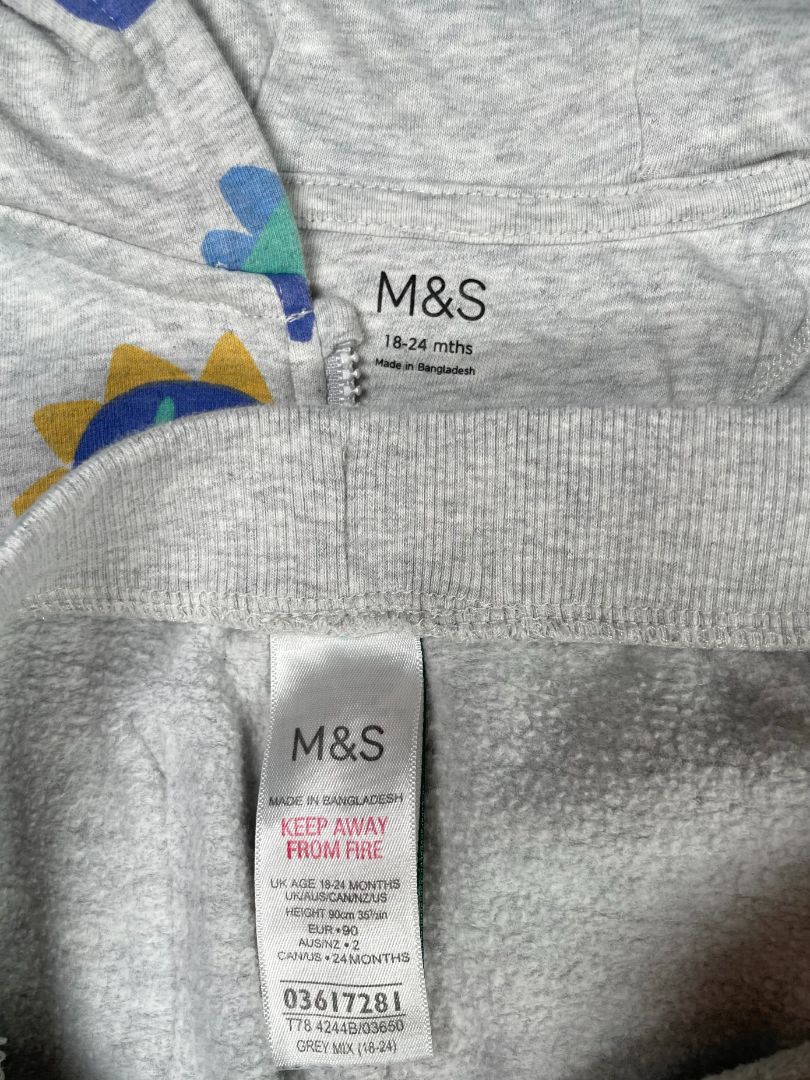 M&S
18-24 mths
Made in Bangladesh
M&S
MADE IN BANGLADESH
KEEP AWAY
FROM FIRE
UK AGE 18-24 MONTHS
UK/AUS/CAN/NZ/US
HEIGHT 90cm 35½in
EUR•90
AUS/NZ • 2
CAN/US • 24MONTHS
03617281
T78 4244B/03650
GREY MIX (18-24)